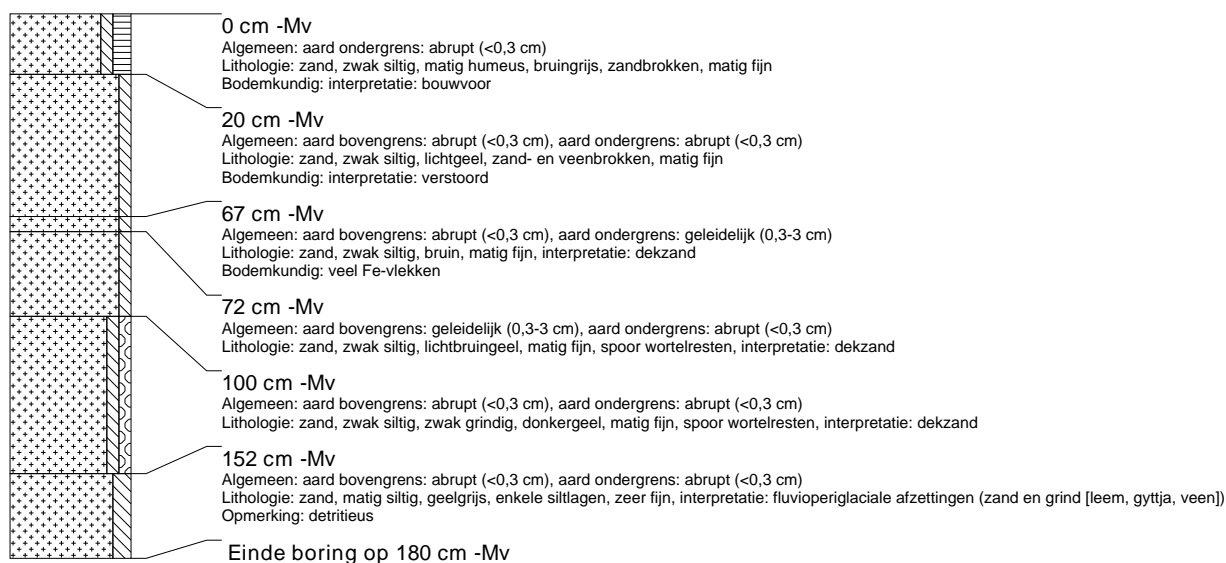 0 cm -Mv
Algemeen: aard ondergrens: abrupt (<0,3 cm)
Lithologie: zand, zwak siltig, matig humeus, bruingrijs, zandbrokken, matig fijn
Bodemkundig: interpretatie: bouwvoor
20 cm -Mv
Algemeen: aard bovengrens: abrupt (<0,3 cm), aard ondergrens: abrupt (<0,3 cm)
Lithologie: zand, zwak siltig, lichtgeel, zand- en veenbrokken, matig fijn
Bodemkundig: interpretatie: verstoord
67 cm -Mv
Algemeen: aard bovengrens: abrupt (<0,3 cm), aard ondergrens: geleidelijk (0,3-3 cm)
Lithologie: zand, zwak siltig, bruin, matig fijn, interpretatie: dekzand
Bodemkundig: veel Fe-vlekken
72 cm -Mv
Algemeen: aard bovengrens: geleidelijk (0,3-3 cm), aard ondergrens: abrupt (<0,3 cm)
Lithologie: zand, zwak siltig, lichtbruingeel, matig fijn, spoor wortelresten, interpretatie: dekzand
100 cm -Mv
Algemeen: aard bovengrens: abrupt (<0,3 cm), aard ondergrens: abrupt (<0,3 cm)
Lithologie: zand, zwak siltig, zwak grindig, donkergeel, matig fijn, spoor wortelresten, interpretatie: dekzand
152 cm -Mv
Algemeen: aard bovengrens: abrupt (<0,3 cm), aard ondergrens: abrupt (<0,3 cm)
Lithologie: zand, matig siltig, geelgrijs, enkele siltlagen, zeer fijn, interpretatie: fluvioperiglaciale afzettingen (zand en grind [leem, gyttja, veen])
Opmerking: detritieus
Einde boring op 180 cm -Mv